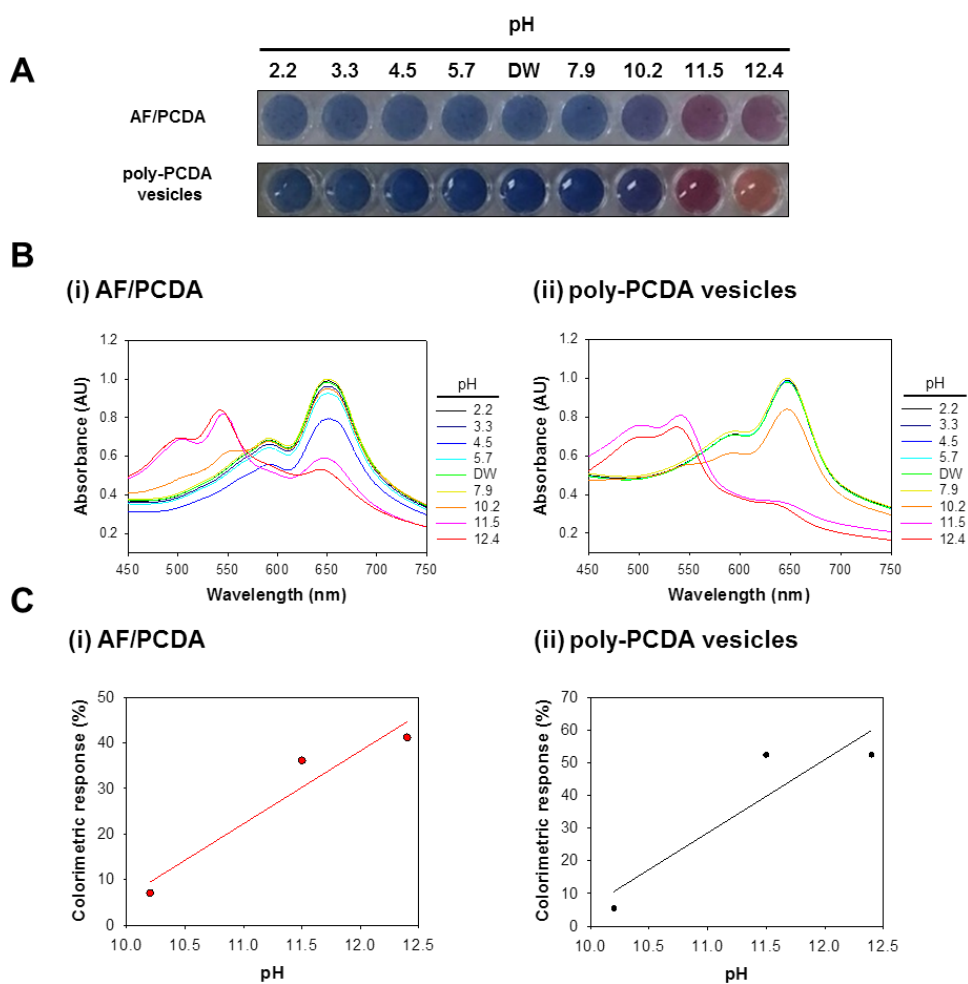 pH
A
2.2 3.3 4.5 5.7 DW 7.9 10.2 11.5 12.4
AF/PCDA
poly-PCDA
vesicles
B
(i) AF/PCDA
Absorbance (AU)
1.2
1.0
0.8
0.6
0.4
0.2
450 500 550 600 650 700 750
Wavelength (nm)
pH
2.2
3.3
4.5
5.7
DW
7.9
10.2
11.5
12.4
(ii) poly-PCDA vesicles
Absorbance (AU)
1.2
1.0
0.8
0.6
0.4
0.2
450 500 550 600 650 700 750
Wavelength (nm)
pH
2.2
3.3
4.5
5.7
DW
7.9
10.2
11.5
12.4
C
(i) AF/PCDA
Colorimetric response (%)
50
40
30
20
10
0
10.0 10.5 11.0 11.5 12.0 12.5
pH
(ii) poly-PCDA vesicles
Colorimetric response (%)
70
60
50
40
30
20
10
0
10.0 10.5 11.0 11.5 12.0 12.5
pH